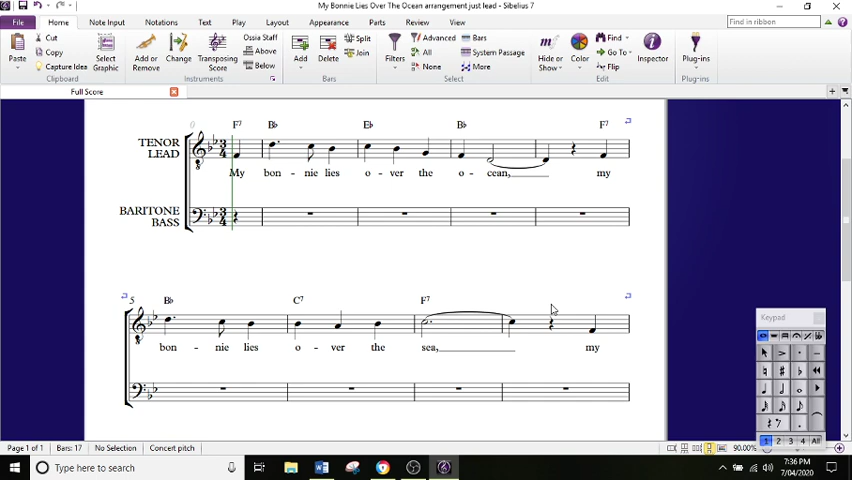 My Bonnie Lies Over The Ocean arrangement just lead - Sibelius 7
File Home Note Input Notations Text Play Layout Appearance Parts Review View Find in ribbon
Cut Ossia Staff Split Advanced Bars Find
Copy Above Join All System Passage Go To
Capture Idea Below None More Flip
Paste Select Graphic Add or Remove Change Transposing Score Add Delete Filters Hide or Show Color Inspector Plug-ins
Clipboard Instruments Bars Select Edit Plug-ins
Full Score
0 F7 B♭ E♭ B♭ F7
TENOR
LEAD
My bon - nie lies o - ver the o - cean, my
BARITONE
BASS
5 B♭ C7 F7
bon - nie lies o - ver the sea, my
Keypad
1 2 3 4 All
Page 1 of 1 Bars: 17 No Selection Concert pitch 90.00%
Type here to search
7:36 PM
7/04/2020